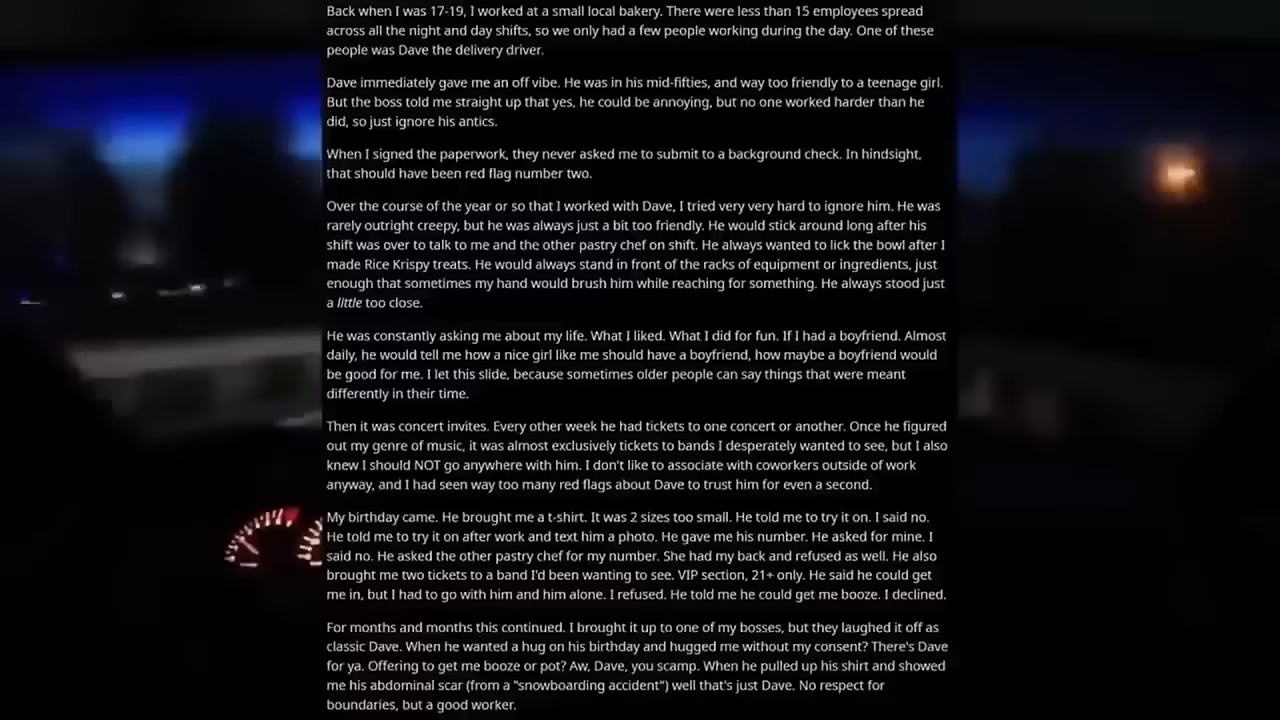 Back when I was 17-19, I worked at a small local bakery. There were less than 15 employees spread
across all the night and day shifts, so we only had a few people working during the day. One of these
people was Dave the delivery driver.
Dave immediately gave me an off vibe. He was in his mid-fifties, and way too friendly to a teenage girl.
But the boss told me straight up that yes, he could be annoying, but no one worked harder than he
did, so just ignore his antics.
When I signed the paperwork, they never asked me to submit to a background check. In hindsight,
that should have been red flag number two.
Over the course of the year or so that I worked with Dave, I tried very very hard to ignore him. He was
rarely outright creepy, but he was always just a bit too friendly. He would stick around long after his
shift was over to talk to me and the other pastry chef on shift. He always wanted to lick the bowl after I
made Rice Krispy treats. He would always stand in front of the racks of equipment or ingredients, just
enough that sometimes my hand would brush him while reaching for something. He always stood just
a little too close.
He was constantly asking me about my life. What I liked. What I did for fun. If I had a boyfriend. Almost
daily, he would tell me how a nice girl like me should have a boyfriend, how maybe a boyfriend would
be good for me. I let this slide, because sometimes older people can say things that were meant
differently in their time.
Then it was concert invites. Every other week he had tickets to one concert or another. Once he figured
out my genre of music, it was almost exclusively tickets to bands I desperately wanted to see, but I also
knew I should NOT go anywhere with him. I don't like to associate with coworkers outside of work
anyway, and I had seen way too many red flags about Dave to trust him for even a second.
My birthday came. He brought me a t-shirt. It was 2 sizes too small. He told me to try it on. I said no.
He told me to try it on after work and text him a photo. He gave me his number. He asked for mine. I
said no. He asked the other pastry chef for my number. She had my back and refused as well. He also
brought me two tickets to a band I'd been wanting to see. VIP section, 21+ only. He said he could get
me in, but I had to go with him and him alone. I refused. He told me he could get me booze. I declined.
For months and months this continued. I brought it up to one of my bosses, but they laughed it off as
classic Dave. When he wanted a hug on his birthday and hugged me without my consent? There's Dave
for ya. Offering to get me booze or pot? Aw, Dave, you scamp. When he pulled up his shirt and showed
me his abdominal scar (from a "snowboarding accident") well that's just Dave. No respect for
boundaries, but a good worker.